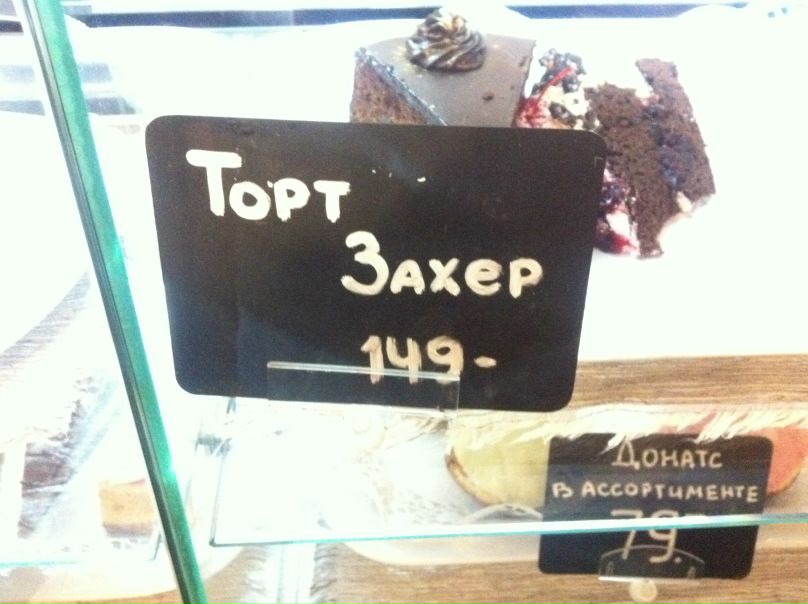 Торт
Захер
149-
Донатс
в ассортименте
79.-